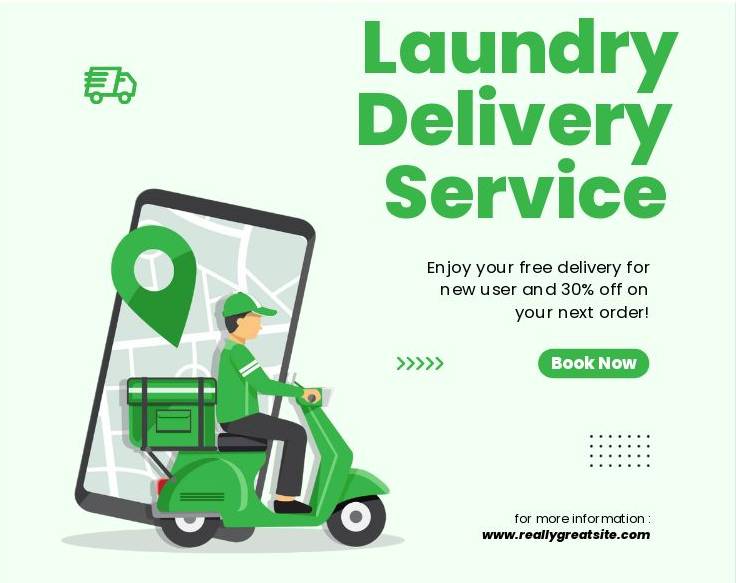 Laundry
Delivery
Service
Enjoy your free delivery for
new user and 30% off on
your next order!
Book Now
for more information :
www.reallygreatsite.com